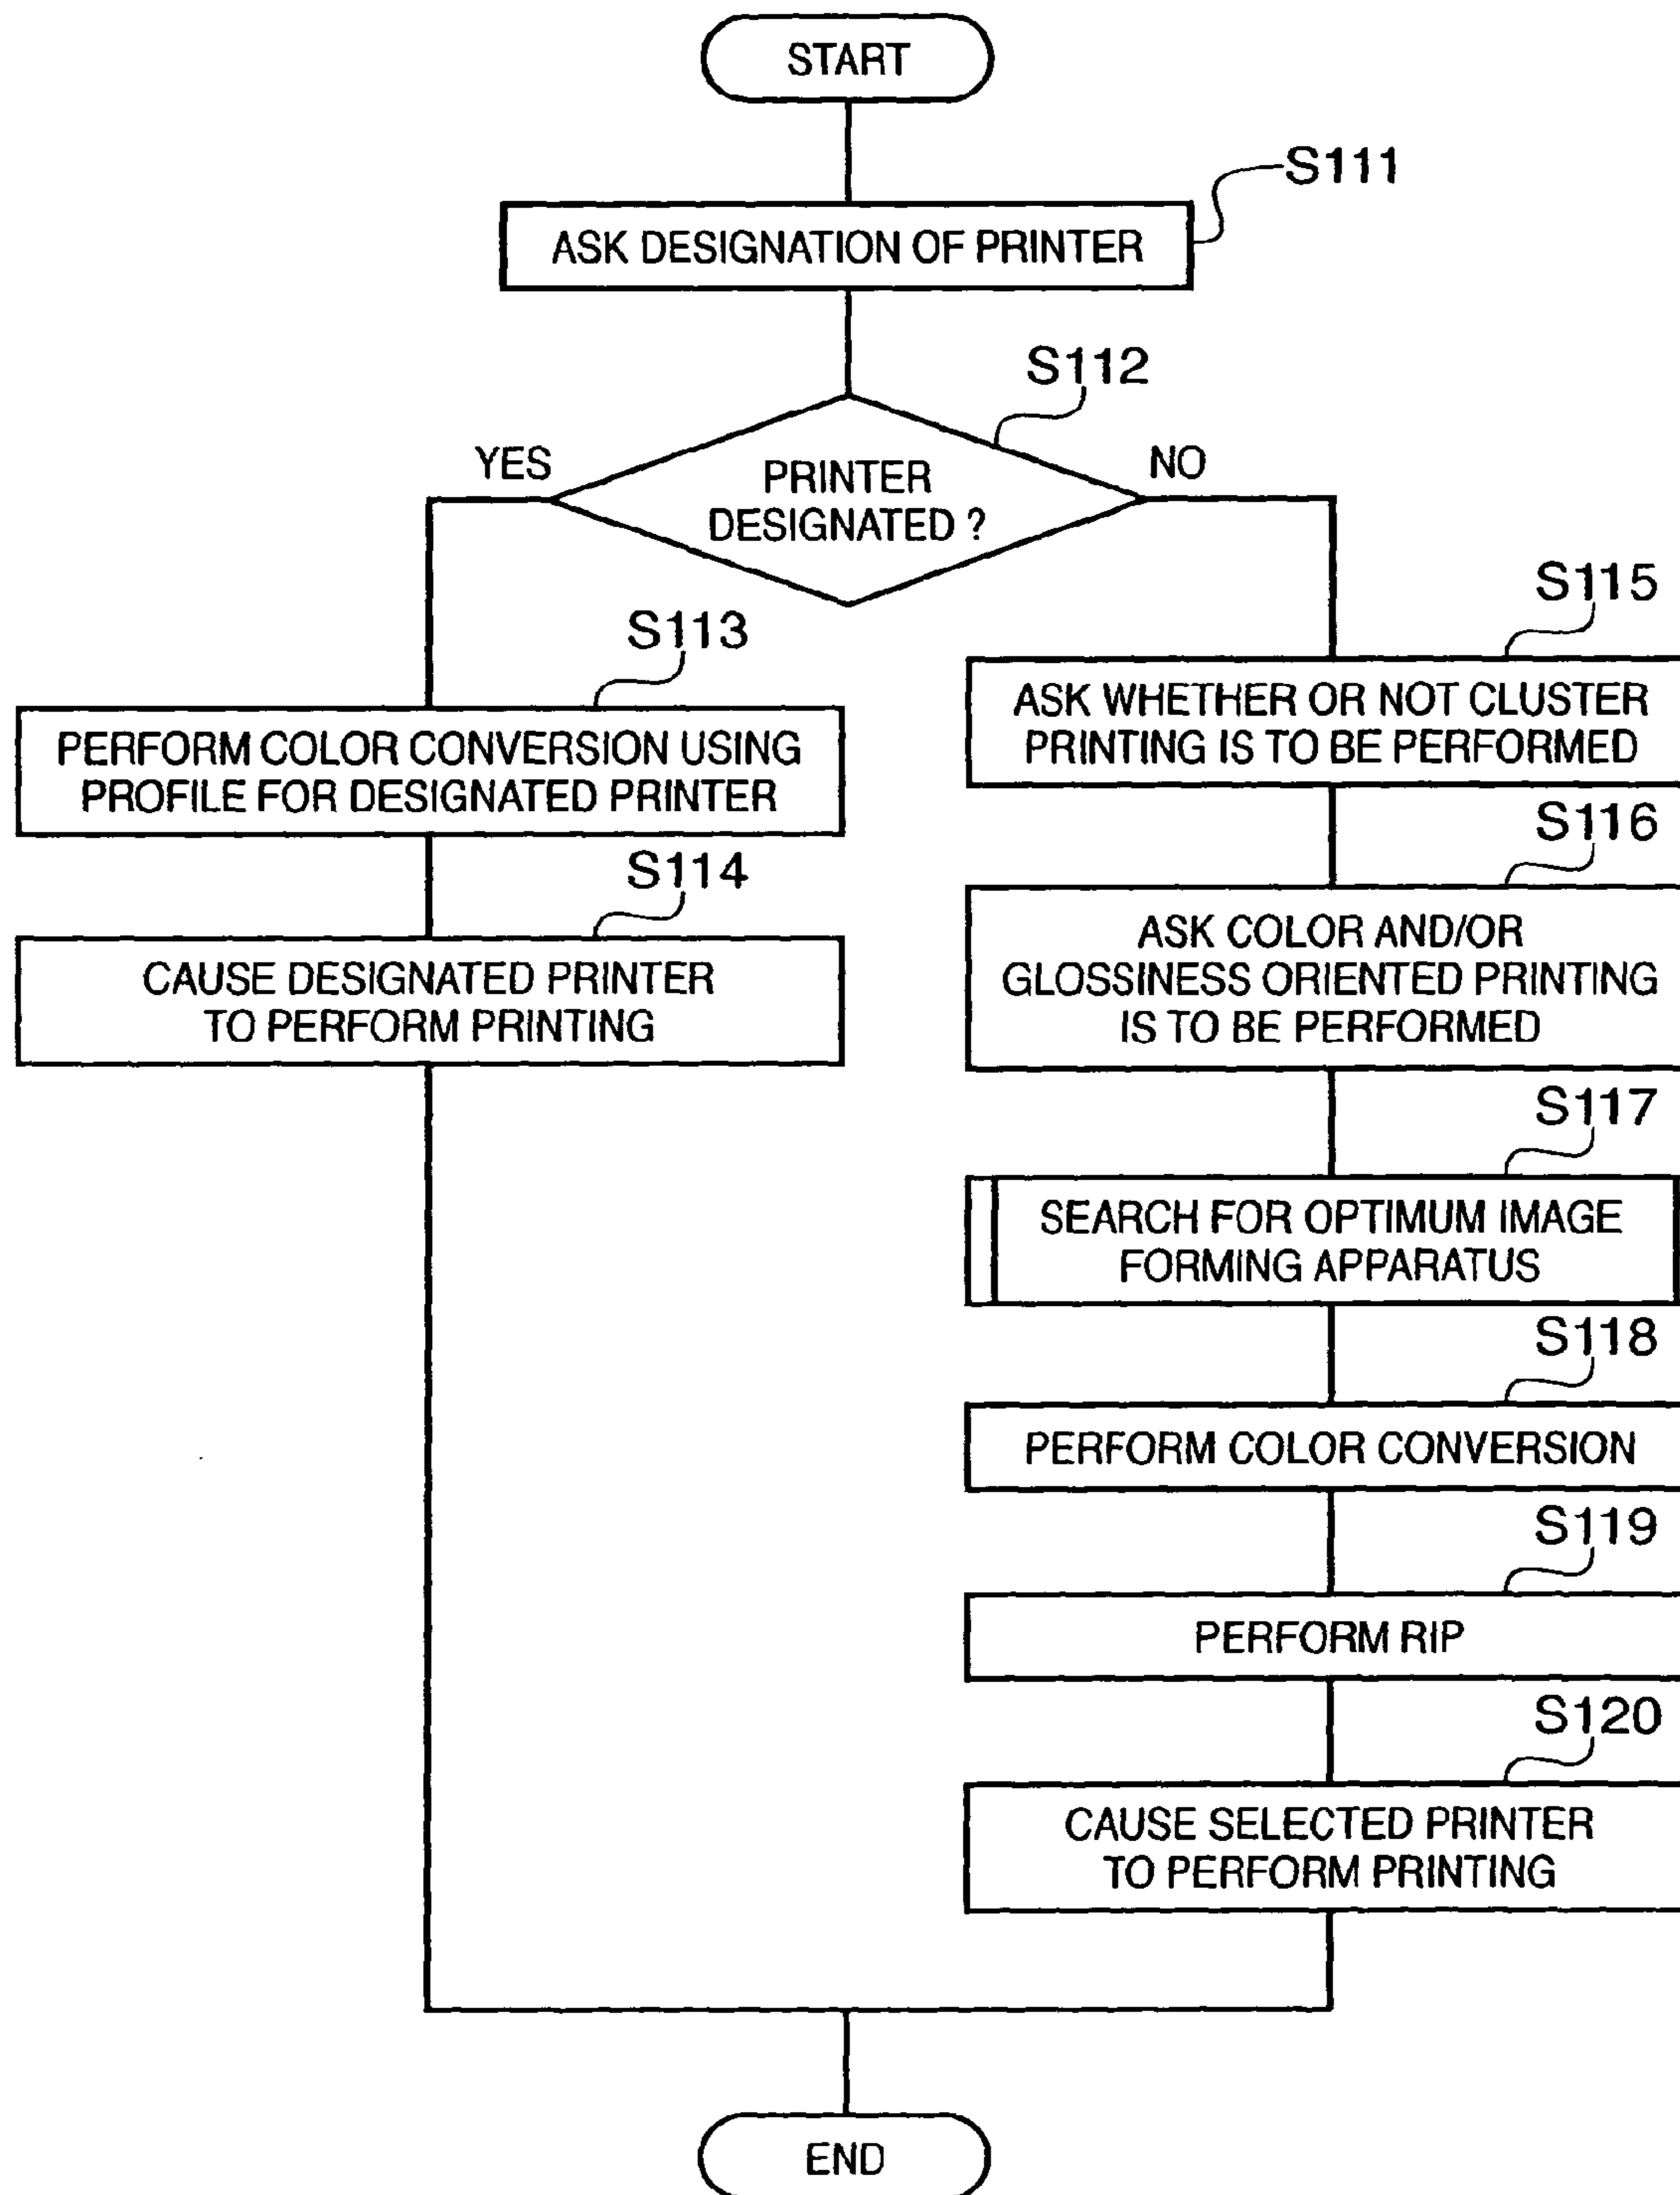 START
S111
ASK DESIGNATION OF PRINTER
S112
YES
PRINTER
DESIGNATED ?
NO
S113
PERFORM COLOR CONVERSION USING
PROFILE FOR DESIGNATED PRINTER
S114
CAUSE DESIGNATED PRINTER
TO PERFORM PRINTING
S115
ASK WHETHER OR NOT CLUSTER
PRINTING IS TO BE PERFORMED
S116
ASK COLOR AND/OR
GLOSSINESS ORIENTED PRINTING
IS TO BE PERFORMED
S117
SEARCH FOR OPTIMUM IMAGE
FORMING APPARATUS
S118
PERFORM COLOR CONVERSION
S119
PERFORM RIP
S120
CAUSE SELECTED PRINTER
TO PERFORM PRINTING
END